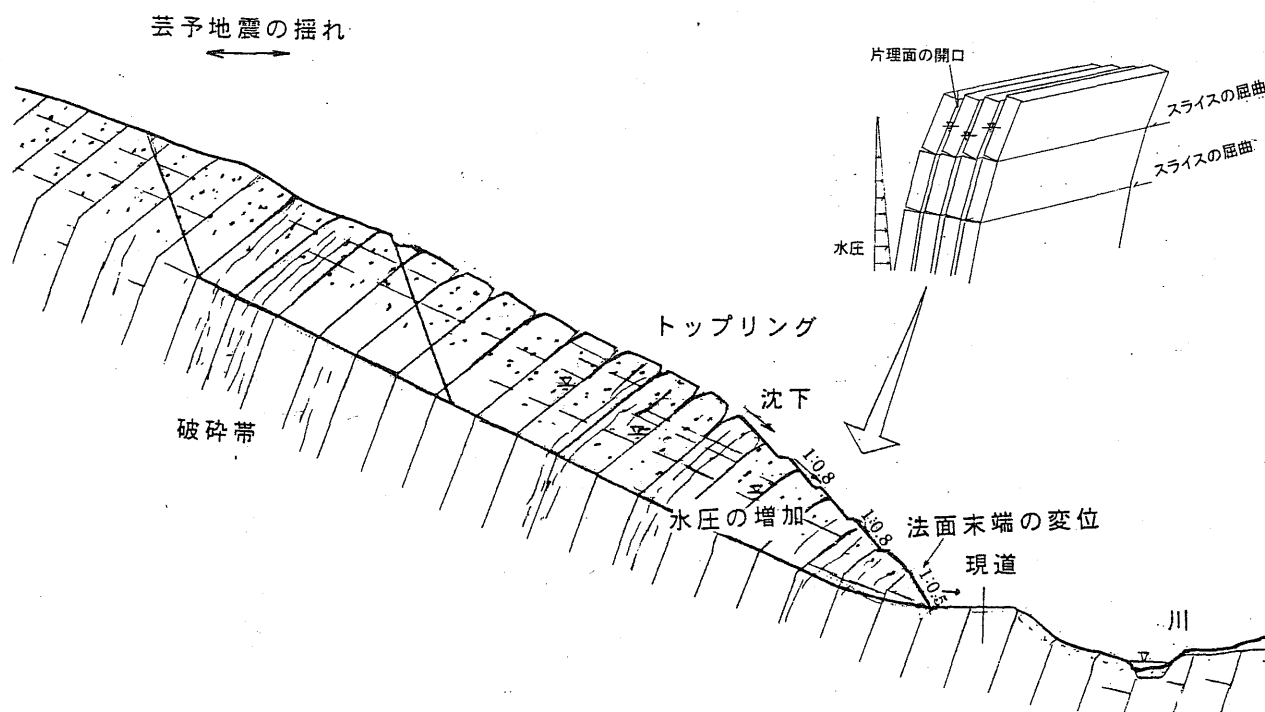 芸予地震の揺れ
片理面の開口
スライスの屈曲
スライスの屈曲
水圧
トップリング
沈下
破砕帯
1:0.8
水圧の増加
1:0.8
法面末端の変位
現道
1:0.5
川